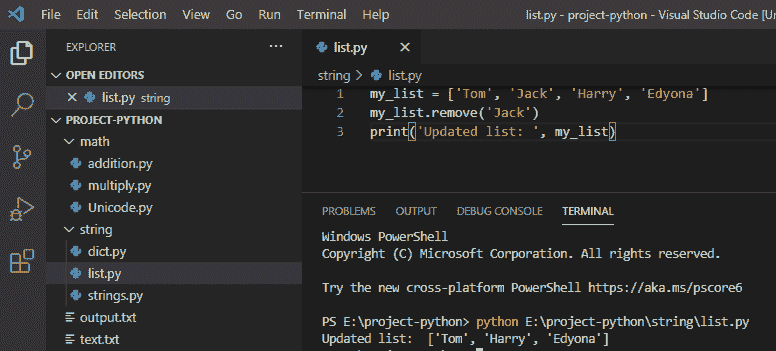 File Edit Selection View Go Run Terminal Help list.py - project-python - Visual Studio Code [Un
EXPLORER ...
OPEN EDITORS
list.py string
PROJECT-PYTHON
math
addition.py
multiply.py
Unicode.py
string
dict.py
list.py
strings.py
output.txt
text.txt
list.py
string > list.py
1 my_list = ['Tom', 'Jack', 'Harry', 'Edyona']
2 my_list.remove('Jack')
3 print('Updated list: ', my_list)
PROBLEMS OUTPUT DEBUG CONSOLE TERMINAL
Windows PowerShell
Copyright (C) Microsoft Corporation. All rights reserved.
Try the new cross-platform PowerShell https://aka.ms/pscore6
PS E:\project-python> python E:\project-python\string\list.py
Updated list:  ['Tom', 'Harry', 'Edyona']